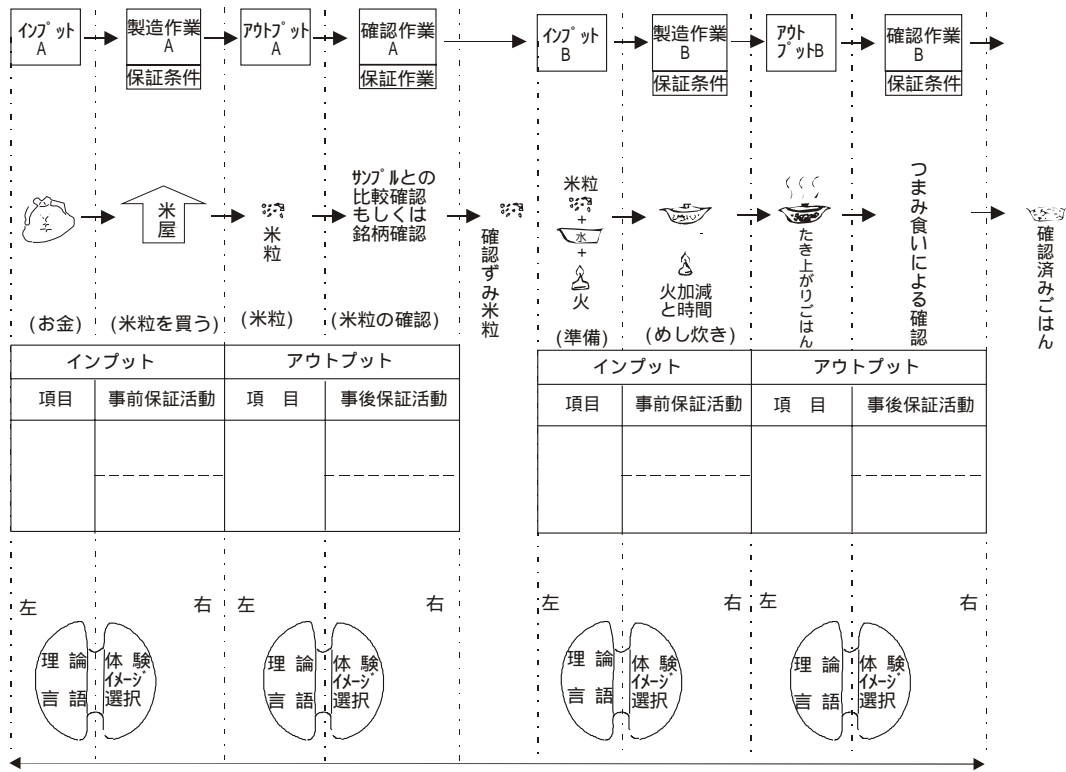 インプット
A
製造作業
A
保証条件
アウトプット
A
確認作業
A
保証作業
インプット
B
製造作業
B
保証条件
アウト
プットB
確認作業
B
保証条件
米屋
米粒
サンプルとの
比較確認
もしくは
銘柄確認
確認ずみ米粒
米粒
+
水
+
火
火加減
と時間
たき上がりごはん
つまみ食いによる確認
確認済みごはん
(お金)
(米粒を買う)
(米粒)
(米粒の確認)
(準備)
(めし炊き)
インプット
アウトプット
項目
事前保証活動
項 目
事後保証活動
インプット
アウトプット
項目
事前保証活動
項 目
事後保証活動
左
右
左
右
左
右
左
右
理 論
言 語
体 験
イメージ
選択
理 論
言 語
体 験
イメージ
選択
理 論
言 語
体 験
イメージ
選択
理 論
言 語
体 験
イメージ
選択